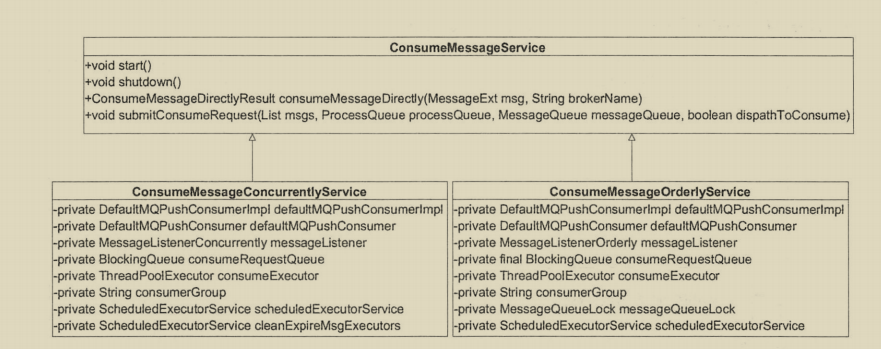 ConsumeMessageService
+void start()
+void shutdown()
+ConsumeMessageDirectlyResult consumeMessageDirectly(MessageExt msg, String brokerName)
+void submitConsumeRequest(List msgs, ProcessQueue processQueue, MessageQueue messageQueue, boolean dispathToConsume)
ConsumeMessageConcurrentlyService
-private DefaultMQPushConsumerImpl defaultMQPushConsumerImpl
-private DefaultMQPushConsumer defaultMQPushConsumer
-private MessageListenerConcurrently messageListener
-private BlockingQueue consumeRequestQueue
-private ThreadPoolExecutor consumeExecutor
-private String consumerGroup
-private ScheduledExecutorService scheduledExecutorService
-private ScheduledExecutorService cleanExpireMsgExecutors
ConsumeMessageOrderlyService
-private DefaultMQPushConsumerImpl defaultMQPushConsumerImpl
-private DefaultMQPushConsumer defaultMQPushConsumer
-private MessageListenerOrderly messageListener
-private final BlockingQueue consumeRequestQueue
-private ThreadPoolExecutor consumeExecutor
-private String consumerGroup
-private MessageQueueLock messageQueueLock
-private ScheduledExecutorService scheduledExecutorService